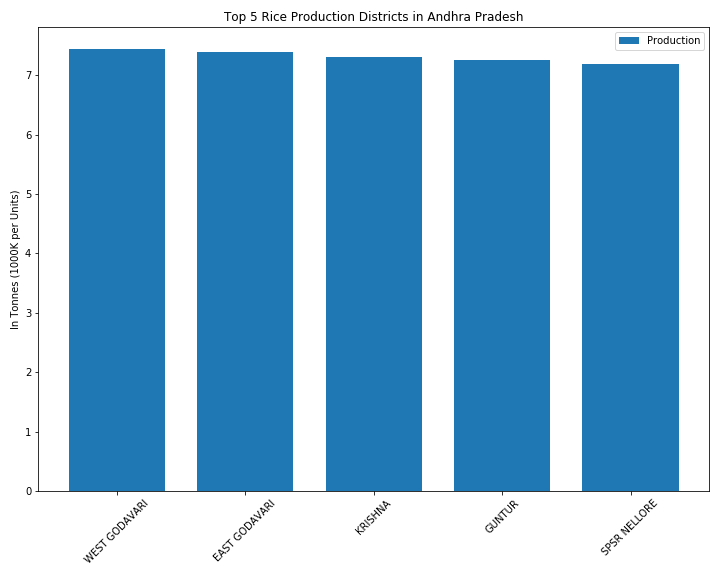 Top 5 Rice Production Districts in Andhra Pradesh
Production
In Tonnes (1000K per Units)
7
6
5
4
3
2
1
0
WEST GODAVARI
EAST GODAVARI
KRISHNA
GUNTUR
SPSR NELLORE